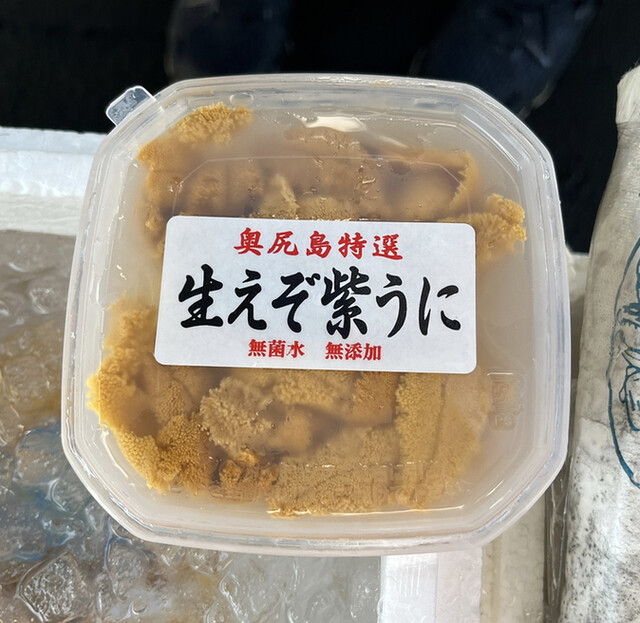 奥尻島特選
生えぞ紫うに
無菌水 無添加